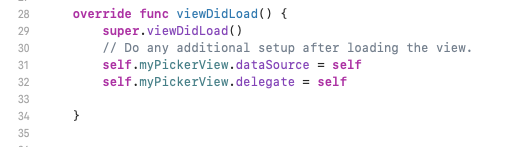 28
29 override func viewDidLoad() {
30 super.viewDidLoad()
31 // Do any additional setup after loading the view.
32 self.myPickerView.dataSource = self
33 self.myPickerView.delegate = self
34 }
35